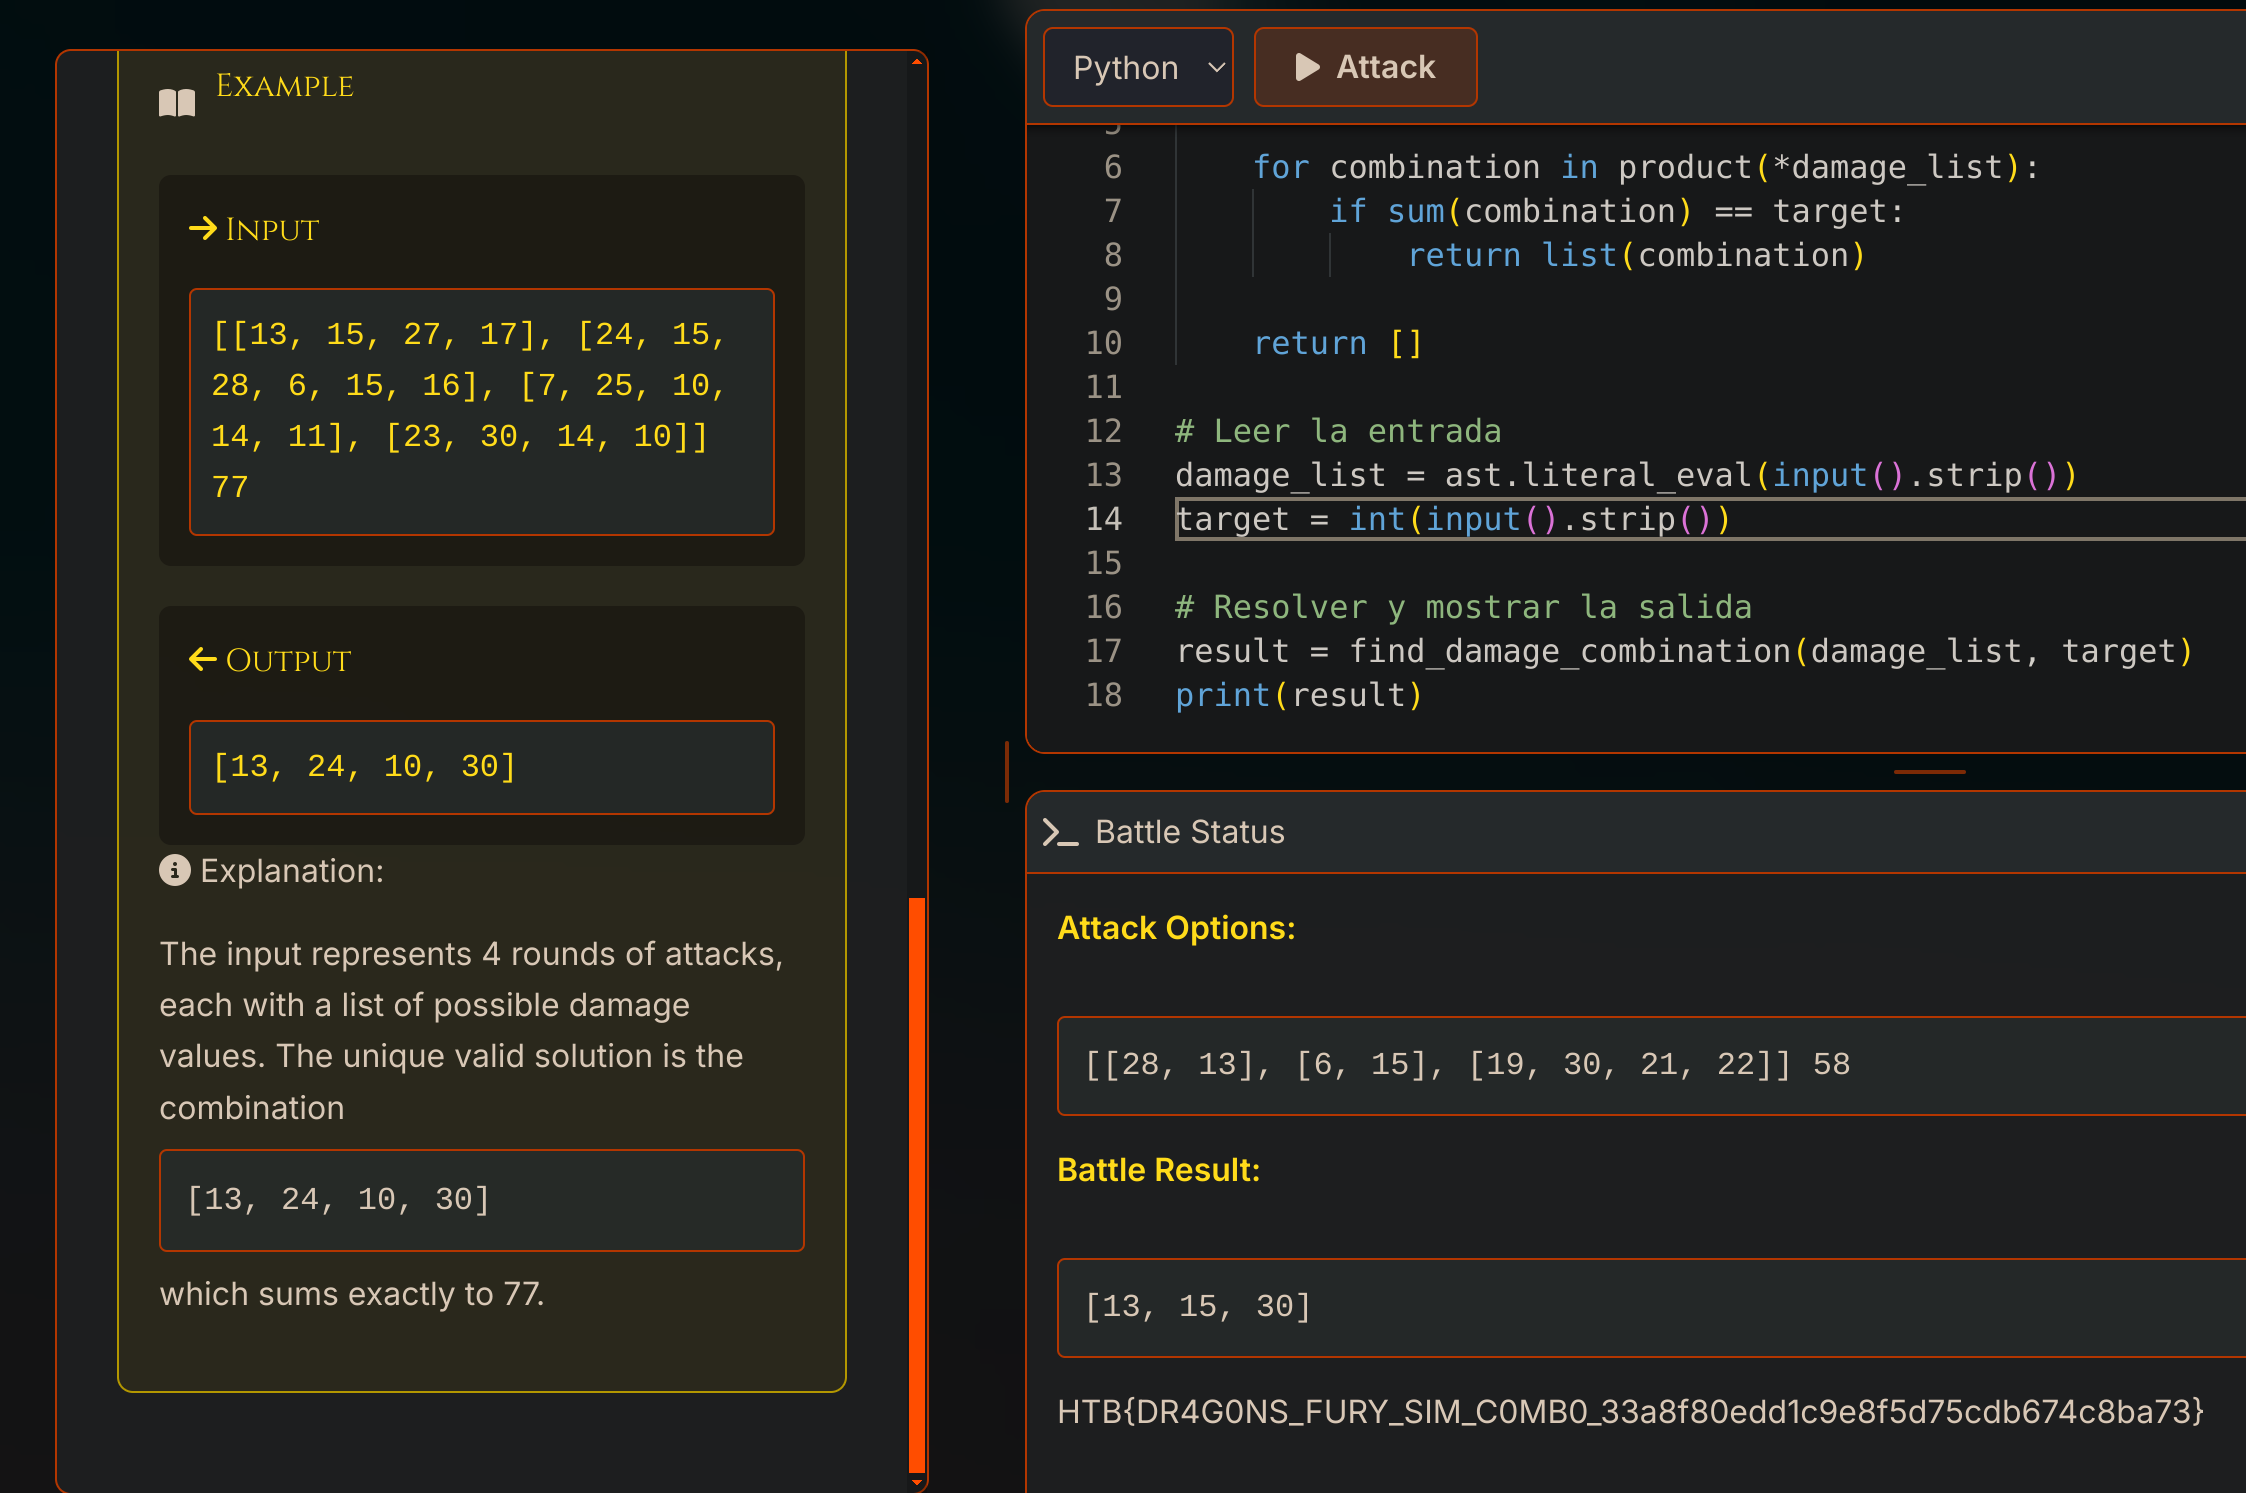 Example
Input
[[13, 15, 27, 17], [24, 15,
28, 6, 15, 16], [7, 25, 10,
14, 11], [23, 30, 14, 10]]
77
Output
[13, 24, 10, 30]
Explanation:
The input represents 4 rounds of attacks,
each with a list of possible damage
values. The unique valid solution is the
combination
[13, 24, 10, 30]
which sums exactly to 77.
Python
Attack
5
6 for combination in product(*damage_list):
7 if sum(combination) == target:
8 return list(combination)
9
10 return []
11
12 # Leer la entrada
13 damage_list = ast.literal_eval(input().strip())
14 target = int(input().strip())
15
16 # Resolver y mostrar la salida
17 result = find_damage_combination(damage_list, target)
18 print(result)
Battle Status
Attack Options:
[[28, 13], [6, 15], [19, 30, 21, 22]] 58
Battle Result:
[13, 15, 30]
HTB{DR4G0NS_FURY_SIM_C0MB0_33a8f80edd1c9e8f5d75cdb674c8ba73}